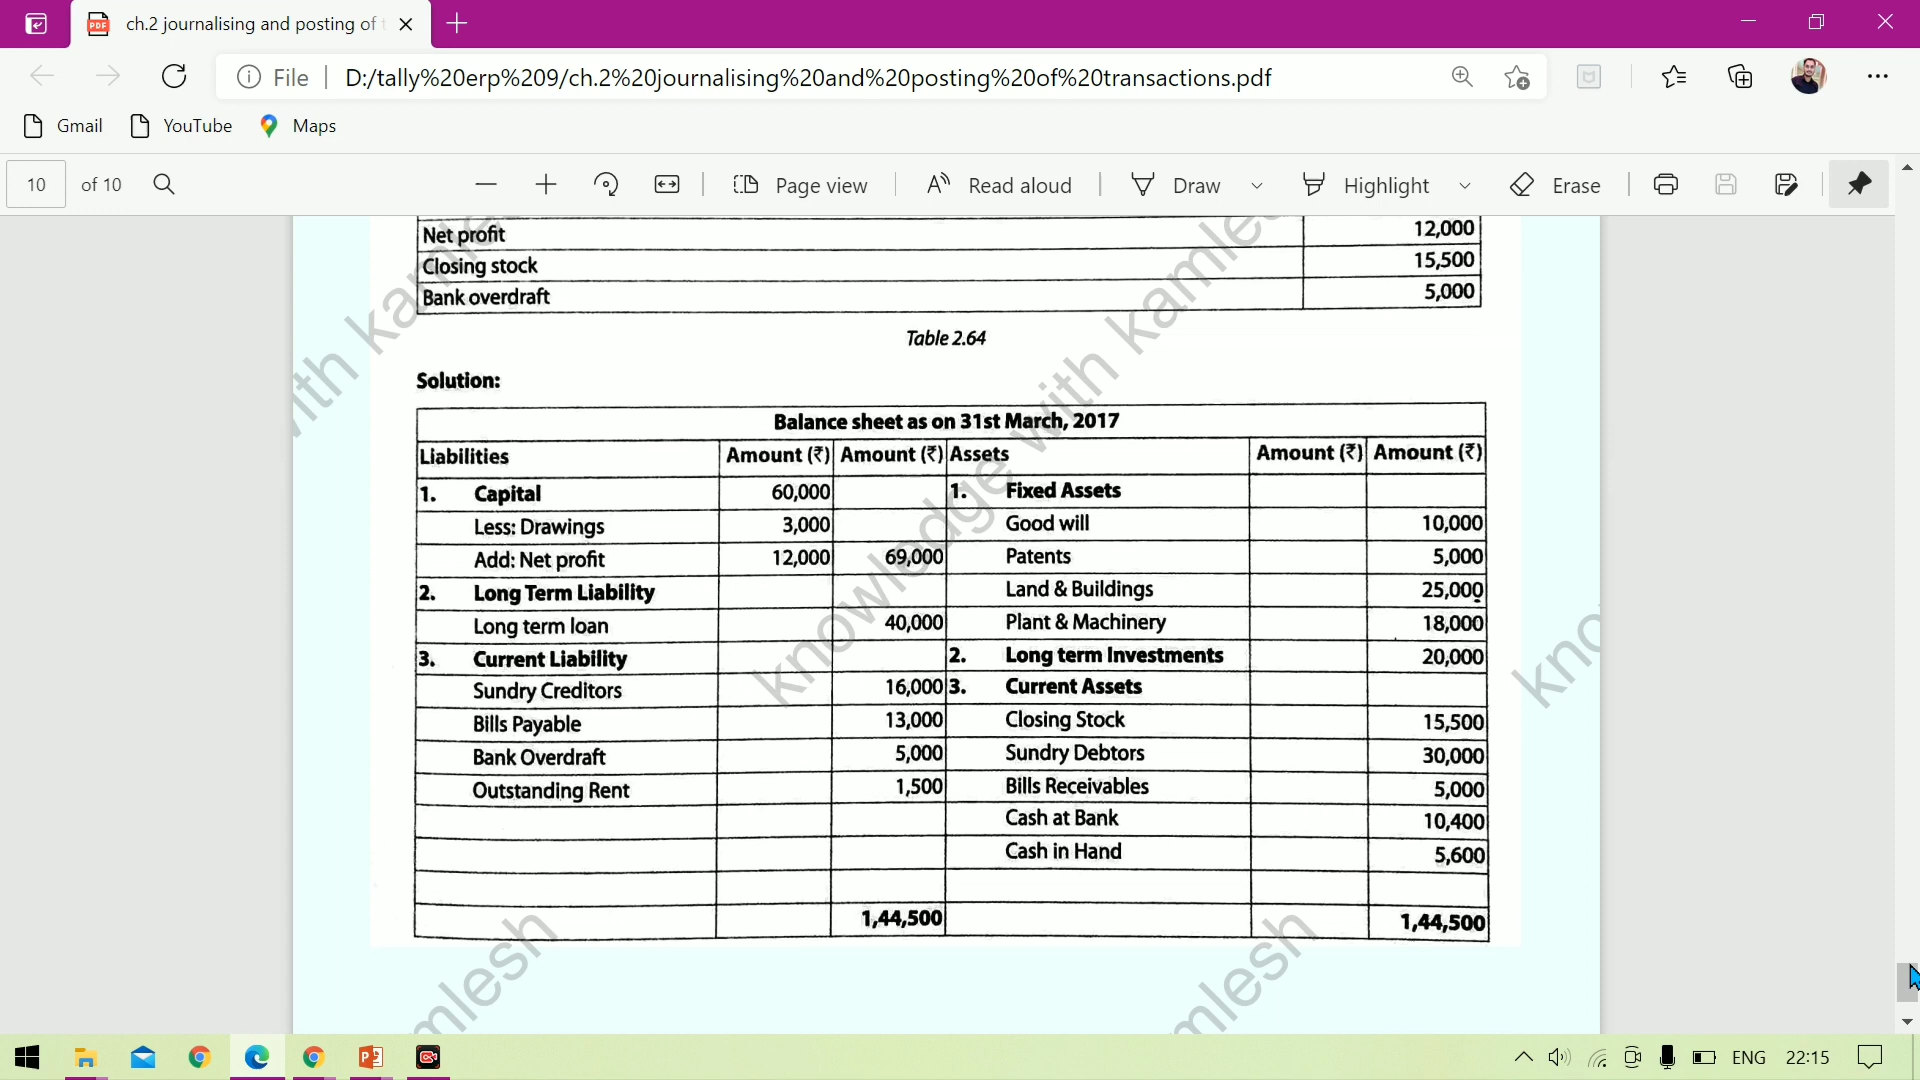 ch.2 journalising and posting of t
File D:/tally%20erp%209/ch.2%20journalising%20and%20posting%20of%20transactions.pdf
Gmail YouTube Maps
10 of 10 Page view Read aloud Draw Highlight Erase
Net profit 12,000
Closing stock 15,500
Bank overdraft 5,000
Table 2.64
Solution:
Balance sheet as on 31st March, 2017
Liabilities Amount (₹) Amount (₹) Assets Amount (₹) Amount (₹)
1. Capital 60,000 1. Fixed Assets
Less: Drawings 3,000 Good will 10,000
Add: Net profit 12,000 69,000 Patents 5,000
2. Long Term Liability Land & Buildings 25,000
Long term loan 40,000 Plant & Machinery 18,000
3. Current Liability 2. Long term Investments 20,000
Sundry Creditors 16,000 3. Current Assets
Bills Payable 13,000 Closing Stock 15,500
Bank Overdraft 5,000 Sundry Debtors 30,000
Outstanding Rent 1,500 Bills Receivables 5,000
Cash at Bank 10,400
Cash in Hand 5,600
1,44,500 1,44,500
ith kamle
knowledge with kamles
kno
mlesh
mlesh
ENG 22:15